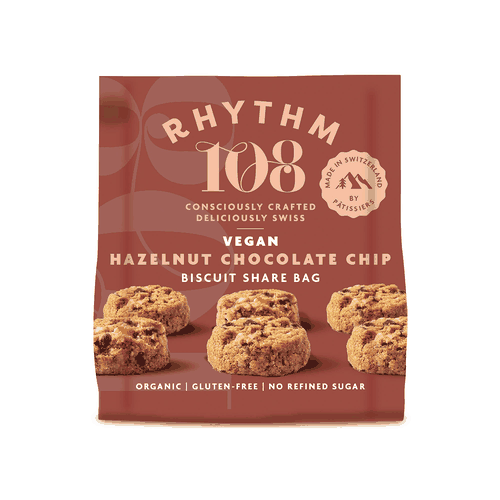 RHYTHM
108
CONSCIOUSLY CRAFTED
DELICIOUSLY SWISS
MADE IN SWITZERLAND
BY
PÂTISSIERS
VEGAN
HAZELNUT CHOCOLATE CHIP
BISCUIT SHARE BAG
ORGANIC | GLUTEN-FREE | NO REFINED SUGAR